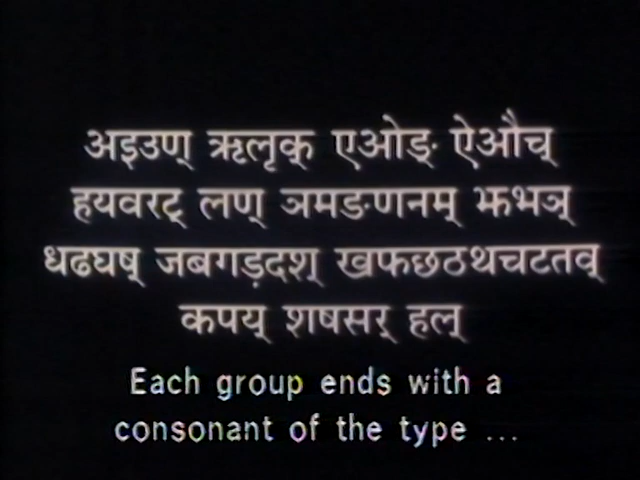 अइउण् ऋलृक् एओङ् ऐऔच्
हयवरट् लण् ञमङणनम् झभञ्
धढघष् जबगड़दश् खफछठथचटतव्
कपय् शषसर् हल्
Each group ends with a
consonant of the type ...